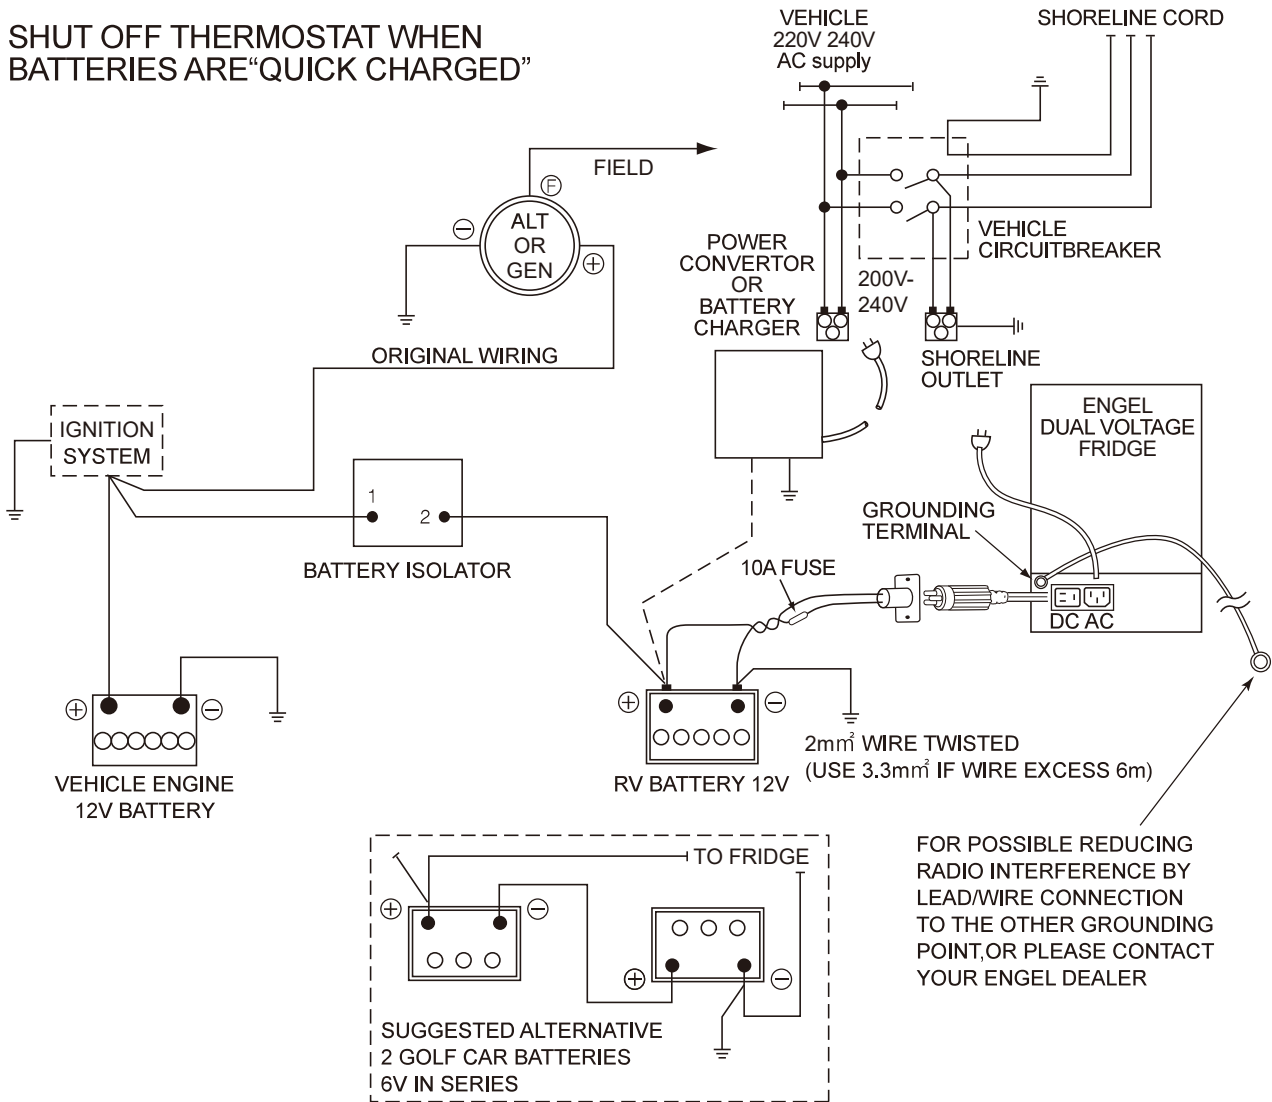 SHUT OFF THERMOSTAT WHEN
BATTERIES ARE“QUICK CHARGED”
VEHICLE
220V 240V
AC supply
SHORELINE CORD
FIELD
F
ALT
OR
GEN
ORIGINAL WIRING
POWER
CONVERTOR
OR
BATTERY
CHARGER
200V-
240V
VEHICLE
CIRCUITBREAKER
SHORELINE
OUTLET
IGNITION
SYSTEM
1
2
BATTERY ISOLATOR
ENGEL
DUAL VOLTAGE
FRIDGE
GROUNDING
TERMINAL
10A FUSE
DC AC
+
−
VEHICLE ENGINE
12V BATTERY
+
−
RV BATTERY 12V
2mm² WIRE TWISTED
(USE 3.3mm² IF WIRE EXCESS 6m)
FOR POSSIBLE REDUCING
RADIO INTERFERENCE BY
LEAD/WIRE CONNECTION
TO THE OTHER GROUNDING
POINT,OR PLEASE CONTACT
YOUR ENGEL DEALER
TO FRIDGE
+
−
+
−
SUGGESTED ALTERNATIVE
2 GOLF CAR BATTERIES
6V IN SERIES